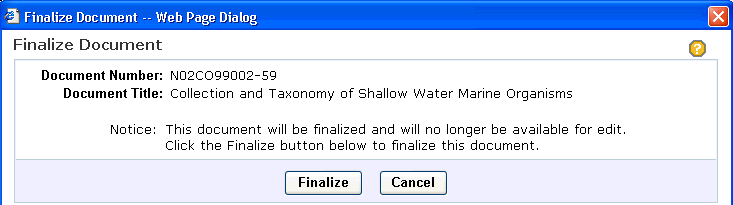 Finalize Document -- Web Page Dialog
Finalize Document
?
Document Number: N02CO99002-59
Document Title: Collection and Taxonomy of Shallow Water Marine Organisms
Notice: This document will be finalized and will no longer be available for edit.
Click the Finalize button below to finalize this document.
Finalize Cancel